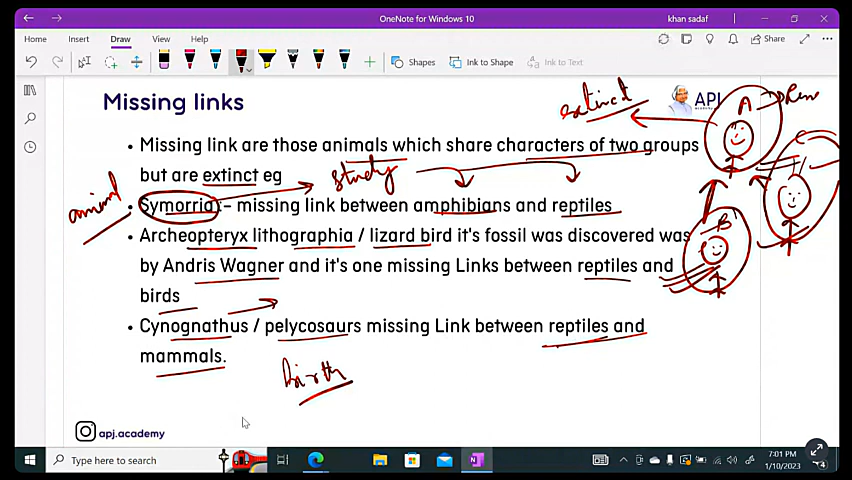 OneNote for Windows 10
khan sadaf
Home Insert Draw View Help
Share
Shapes
Ink to Shape
Ink to Text
Missing links
extinct
API
A
Missing link are those animals which share characters of two groups
but are extinct eg
study
animal
Symorria:- missing link between amphibians and reptiles
B
Archeopteryx lithographia / lizard bird it's fossil was discovered was
by Andris Wagner and it's one missing Links between reptiles and
birds
Cynognathus / pelycosaurs missing Link between reptiles and
mammals.
birth
apj.academy
Type here to search
7:01 PM
1/10/2023
4